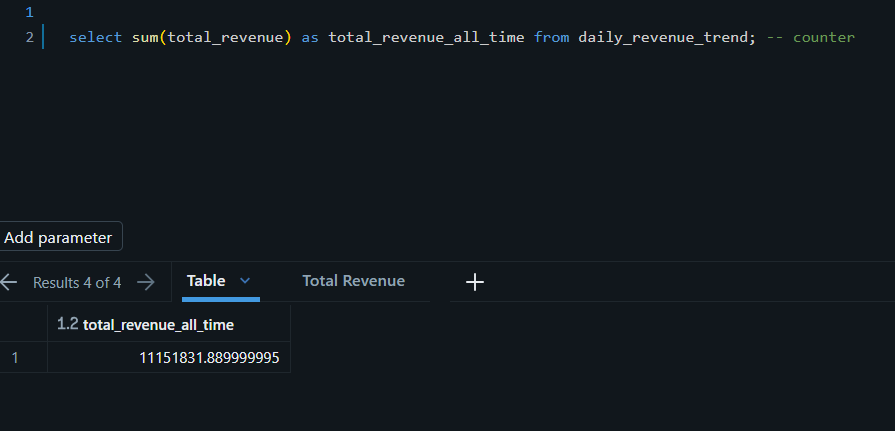 1
2 select sum(total_revenue) as total_revenue_all_time from daily_revenue_trend; -- counter
Add parameter
Results 4 of 4 Table Total Revenue +
1.2 total_revenue_all_time
1 11151831.889999995